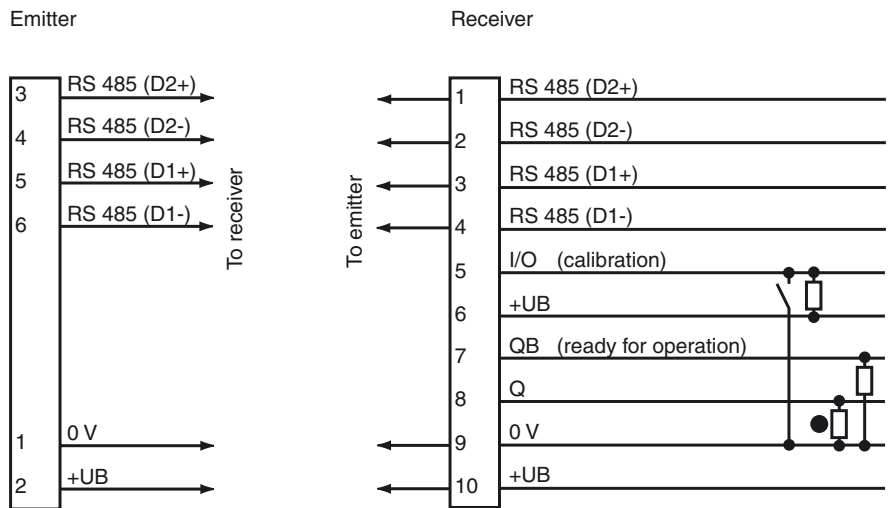 Emitter
3 RS 485 (D2+)
4 RS 485 (D2-)
5 RS 485 (D1+)
6 RS 485 (D1-)
1 0 V
2 +UB
To receiver
Receiver
To emitter
1 RS 485 (D2+)
2 RS 485 (D2-)
3 RS 485 (D1+)
4 RS 485 (D1-)
5 I/O (calibration)
6 +UB
7 QB (ready for operation)
8 Q
9 0 V
10 +UB